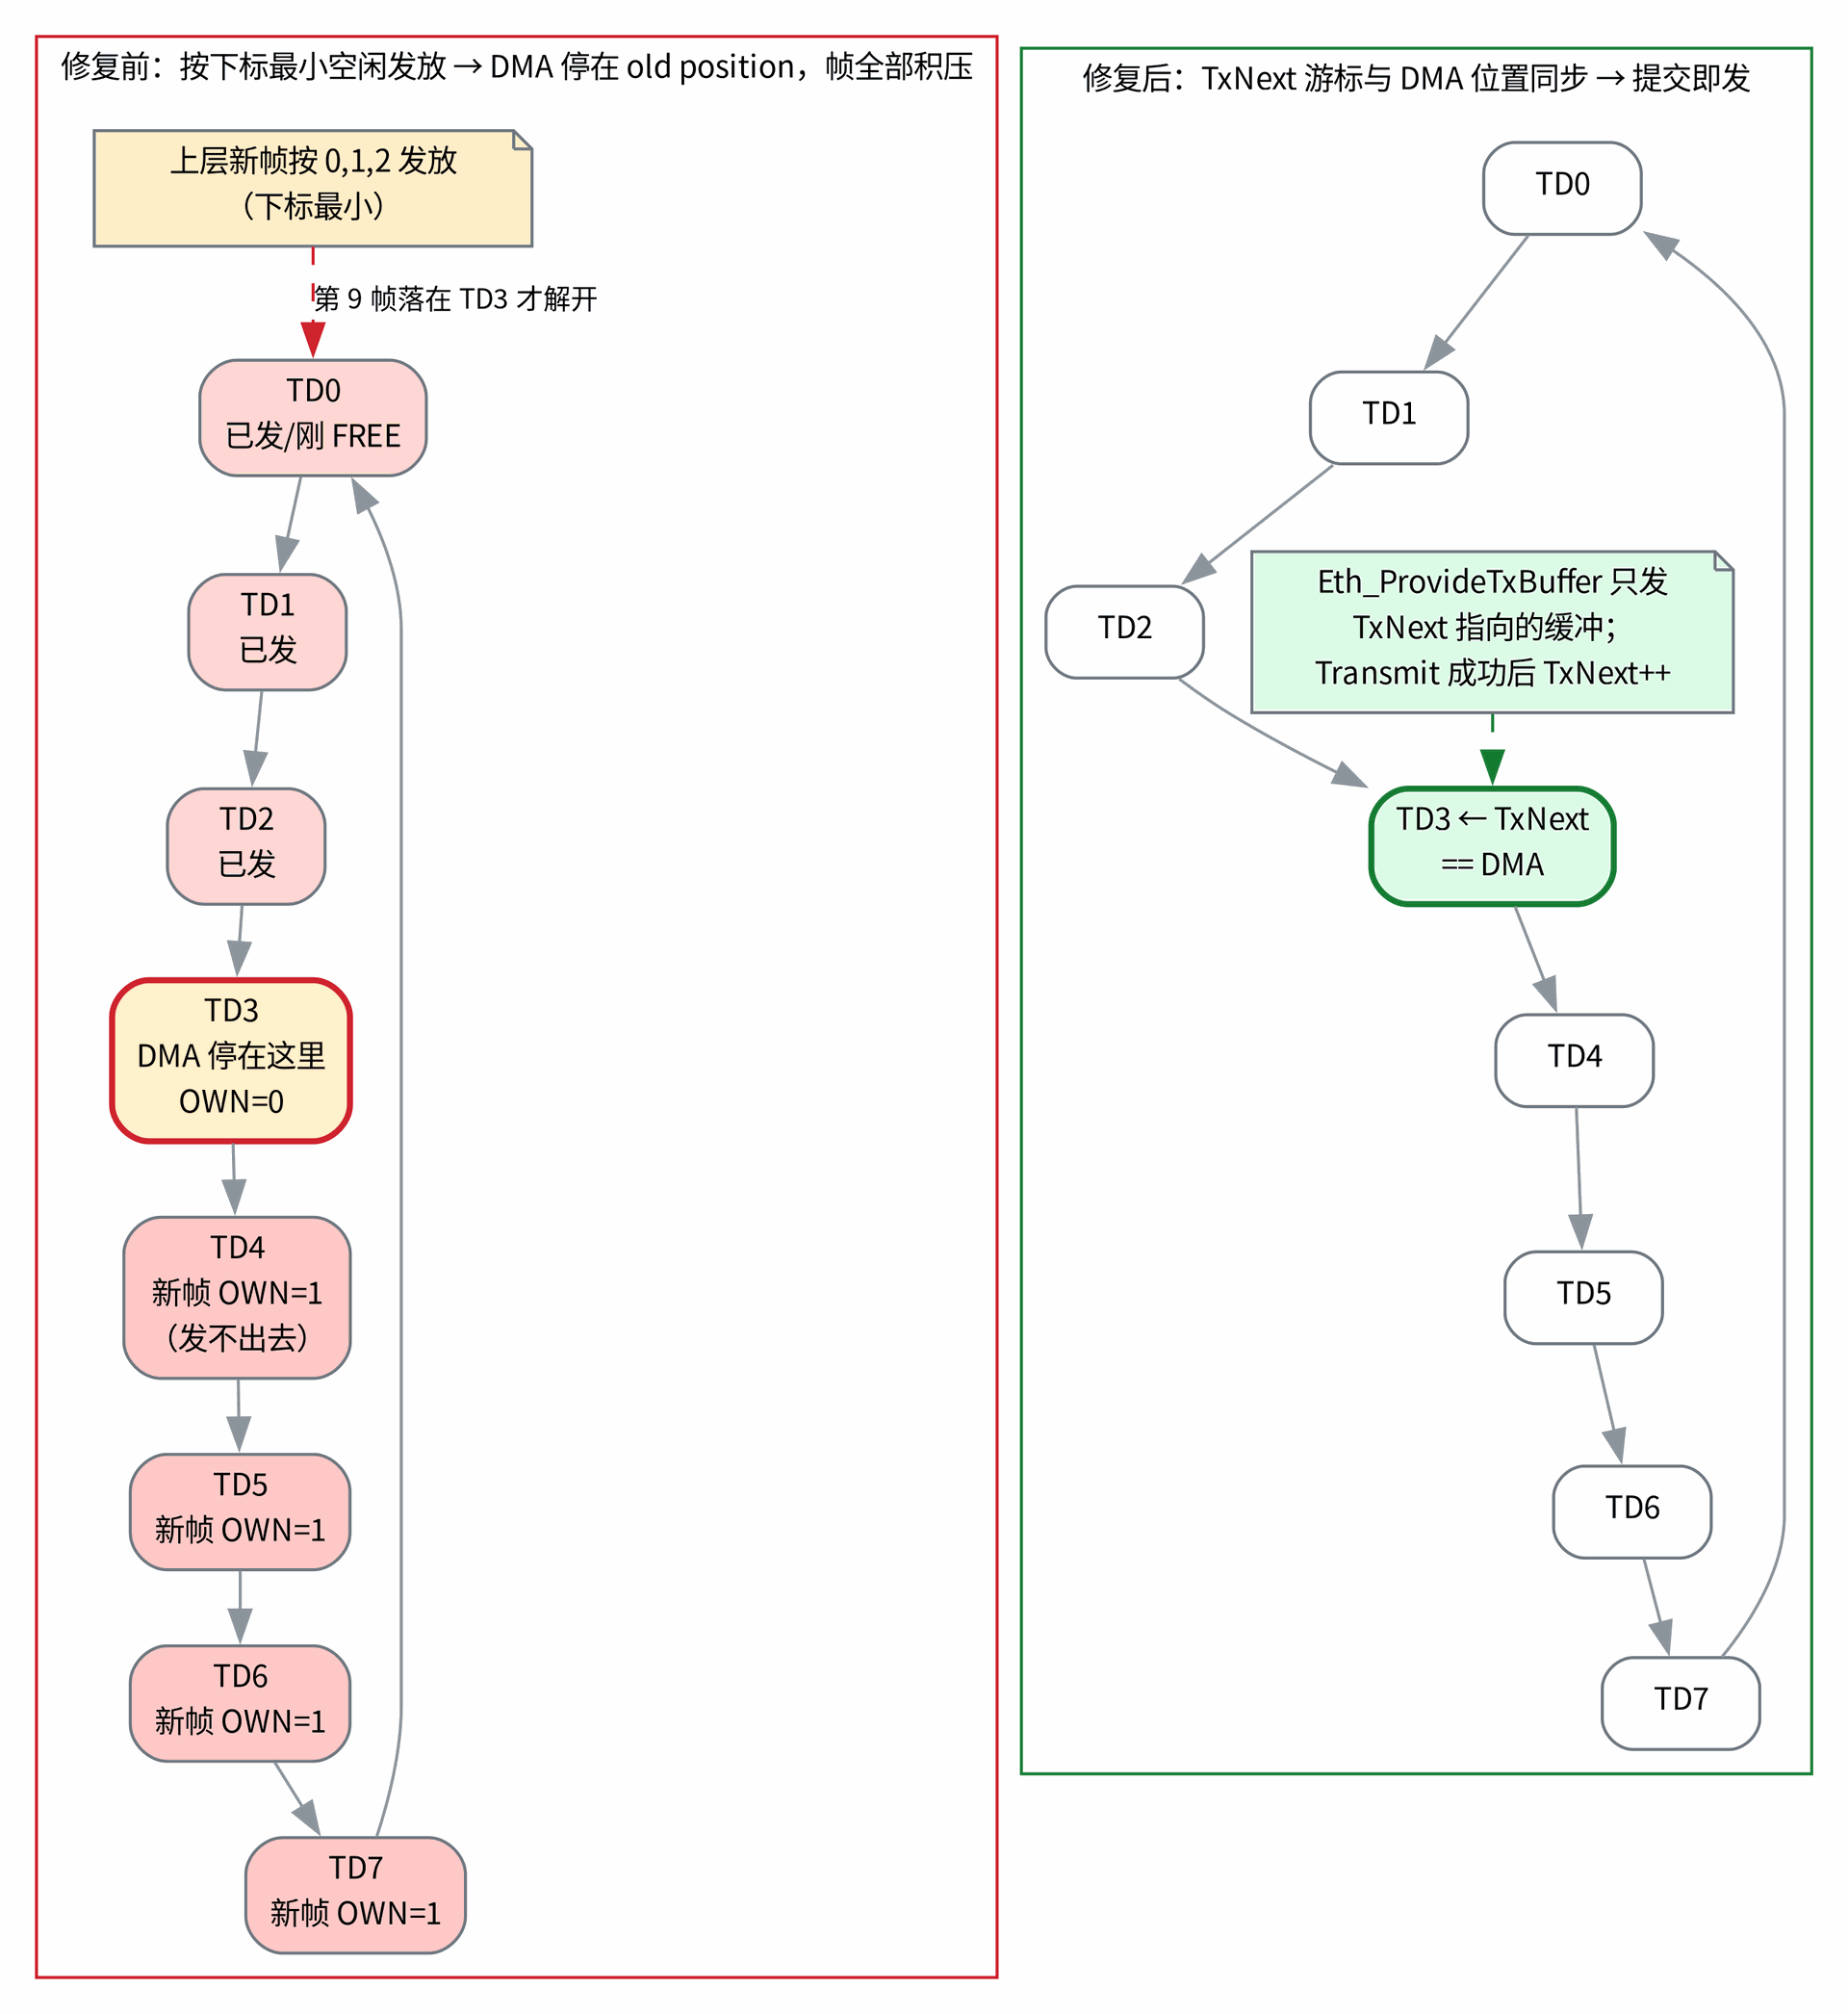 修复前：按下标最小空闲发放 → DMA 停在 old position，帧全部积压
上层新帧按 0,1,2 发放
（下标最小）
第 9 帧落在 TD3 才解开
TD0
已发/刚 FREE
TD1
已发
TD2
已发
TD3
DMA 停在这里
OWN=0
TD4
新帧 OWN=1
（发不出去）
TD5
新帧 OWN=1
TD6
新帧 OWN=1
TD7
新帧 OWN=1
修复后：TxNext 游标与 DMA 位置同步 → 提交即发
TD0
TD1
TD2
Eth_ProvideTxBuffer 只发
TxNext 指向的缓冲；
Transmit 成功后 TxNext++
TD3 ← TxNext
== DMA
TD4
TD5
TD6
TD7